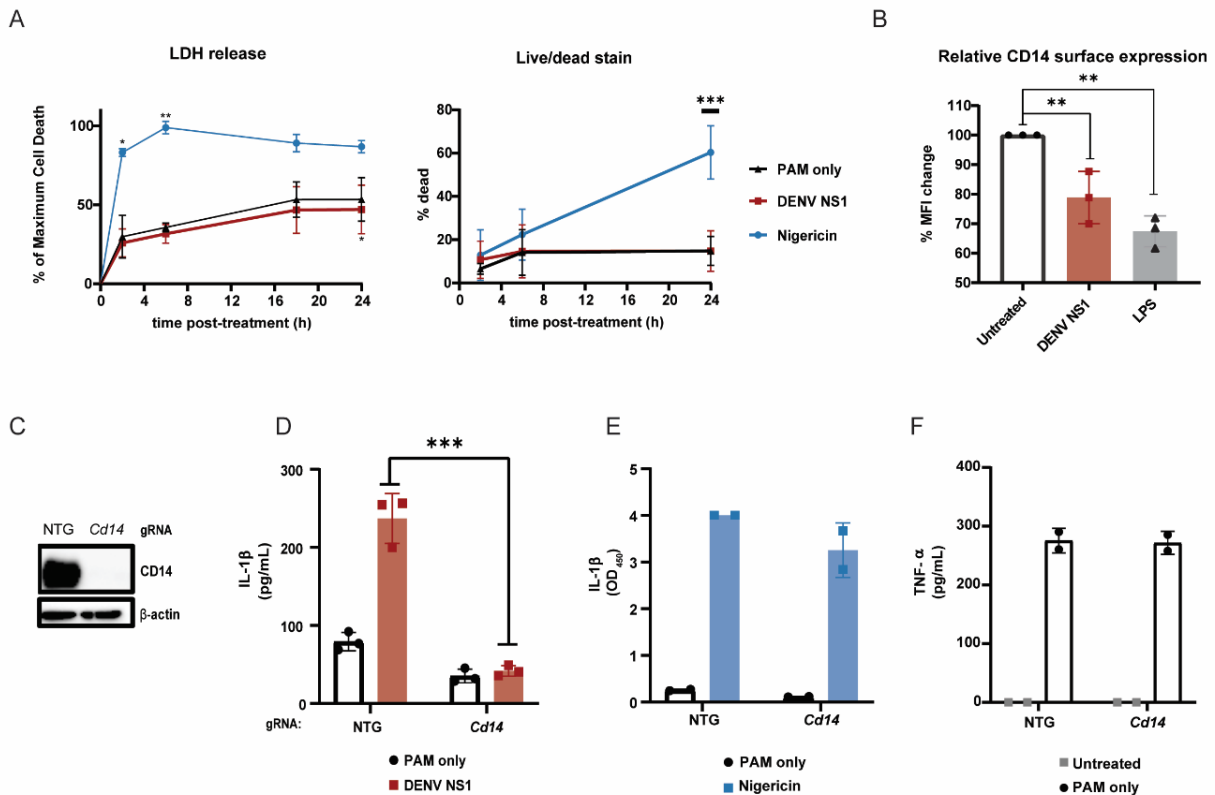 A
LDH release
% of Maximum Cell Death
100
50
0
0 4 8 12 16 20 24
time post-treatment (h)
* ** *
Live/dead stain
% dead
80
60
40
20
0
0 4 8 12 16 20 24
time post-treatment (h)
***
PAM only
DENV NS1
Nigericin
B
Relative CD14 surface expression
**
**
% MFI change
110
100
90
80
70
60
50
Untreated
DENV NS1
LPS
C
NTG Cd14 gRNA
CD14
β-actin
D
***
IL-1β
(pg/mL)
300
200
100
0
gRNA: NTG Cd14
PAM only
DENV NS1
E
IL-1β
(OD450)
5
4
3
2
1
0
NTG Cd14
PAM only
Nigericin
F
TNF- α
(pg/mL)
400
300
200
100
0
NTG Cd14
Untreated
PAM only